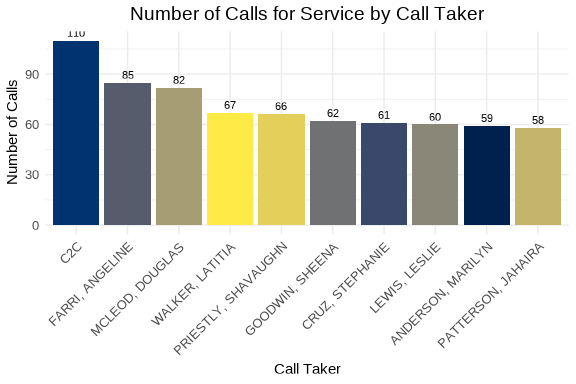 Number of Calls for Service by Call Taker
Number of Calls
90
60
30
0
110
85
82
67
66
62
61
60
59
58
C2C
FARRI, ANGELINE
MCLEOD, DOUGLAS
WALKER, LATITIA
PRIESTLY, SHAVAUGHN
GOODWIN, SHEENA
CRUZ, STEPHANIE
LEWIS, LESLIE
ANDERSON, MARILYN
PATTERSON, JAHAIRA
Call Taker